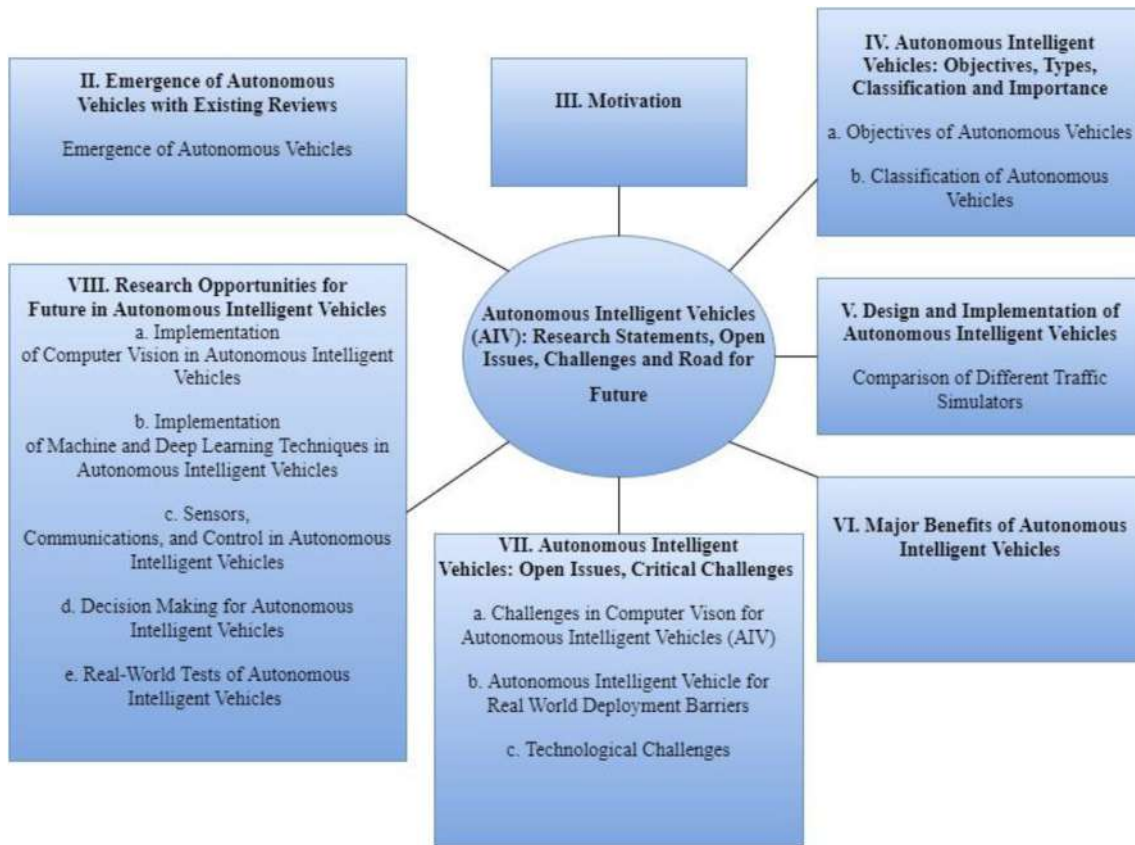 II. Emergence of Autonomous
Vehicles with Existing Reviews
Emergence of Autonomous Vehicles
III. Motivation
IV. Autonomous Intelligent
Vehicles: Objectives, Types,
Classification and Importance
a. Objectives of Autonomous Vehicles
b. Classification of Autonomous
Vehicles
VIII. Research Opportunities for
Future in Autonomous Intelligent Vehicles
a. Implementation
of Computer Vision in Autonomous Intelligent
Vehicles
b. Implementation
of Machine and Deep Learning Techniques in
Autonomous Intelligent Vehicles
c. Sensors,
Communications, and Control in Autonomous
Intelligent Vehicles
d. Decision Making for Autonomous
Intelligent Vehicles
e. Real-World Tests of Autonomous
Intelligent Vehicles
Autonomous Intelligent Vehicles
(AIV): Research Statements, Open
Issues, Challenges and Road for
Future
V. Design and Implementation of
Autonomous Intelligent Vehicles
Comparison of Different Traffic
Simulators
VI. Major Benefits of Autonomous
Intelligent Vehicles
VII. Autonomous Intelligent
Vehicles: Open Issues, Critical Challenges
a. Challenges in Computer Vison for
Autonomous Intelligent Vehicles (AIV)
b. Autonomous Intelligent Vehicle for
Real World Deployment Barriers
c. Technological Challenges